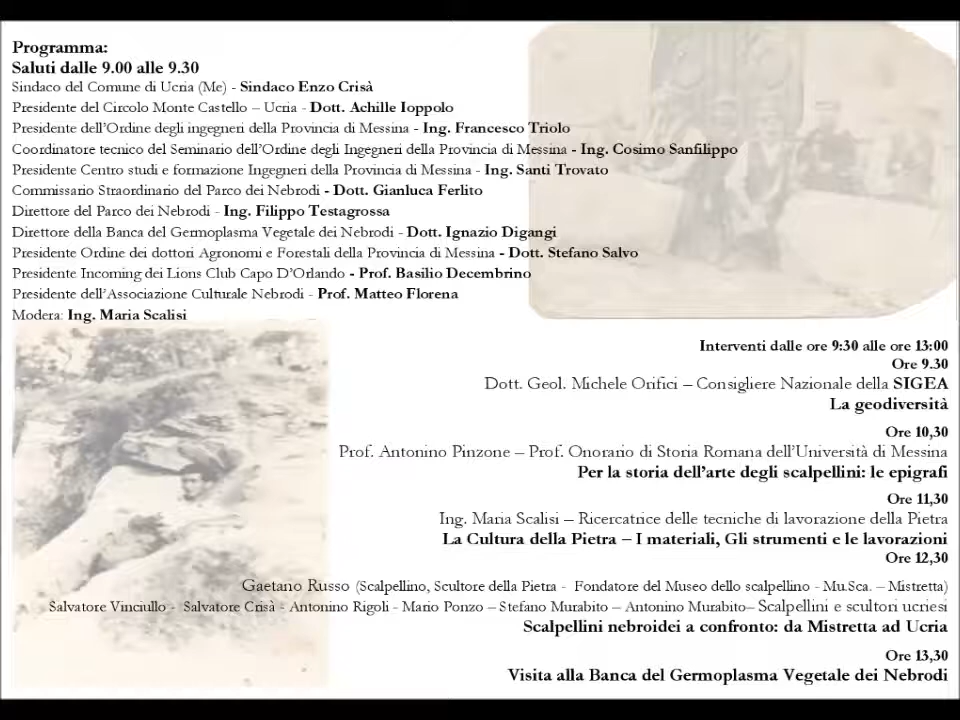 Programma:
Saluti dalle 9.00 alle 9.30
Sindaco del Comune di Ucria (Me) - Sindaco Enzo Crisà
Presidente del Circolo Monte Castello – Ucria - Dott. Achille Ioppolo
Presidente dell'Ordine degli ingegneri della Provincia di Messina - Ing. Francesco Triolo
Coordinatore tecnico del Seminario dell'Ordine degli Ingegneri della Provincia di Messina - Ing. Cosimo Sanfilippo
Presidente Centro studi e formazione Ingegneri della Provincia di Messina - Ing. Santi Trovato
Commissario Straordinario del Parco dei Nebrodi - Dott. Gianluca Ferlito
Direttore del Parco dei Nebrodi - Ing. Filippo Testagrossa
Direttore della Banca del Germoplasma Vegetale dei Nebrodi - Dott. Ignazio Digangi
Presidente Ordine dei dottori Agronomi e Forestali della Provincia di Messina - Dott. Stefano Salvo
Presidente Incoming dei Lions Club Capo D'Orlando - Prof. Basilio Decembrino
Presidente dell'Associazione Culturale Nebrodi - Prof. Matteo Florena
Modera: Ing. Maria Scalisi
Interventi dalle ore 9:30 alle ore 13:00
Ore 9.30
Dott. Geol. Michele Orifici – Consigliere Nazionale della SIGEA
La geodiversità
Ore 10,30
Prof. Antonino Pinzone – Prof. Onorario di Storia Romana dell'Università di Messina
Per la storia dell'arte degli scalpellini: le epigrafi
Ore 11,30
Ing. Maria Scalisi – Ricercatrice delle tecniche di lavorazione della Pietra
La Cultura della Pietra – I materiali, Gli strumenti e le lavorazioni
Ore 12,30
Gaetano Russo (Scalpellino, Scultore della Pietra - Fondatore del Museo dello scalpellino - Mu.Sca. – Mistretta)
Salvatore Vinciullo - Salvatore Crisà - Antonino Rigoli - Mario Ponzo – Stefano Murabito – Antonino Murabito– Scalpellini e scultori ucriesi
Scalpellini nebroidei a confronto: da Mistretta ad Ucria
Ore 13,30
Visita alla Banca del Germoplasma Vegetale dei Nebrodi